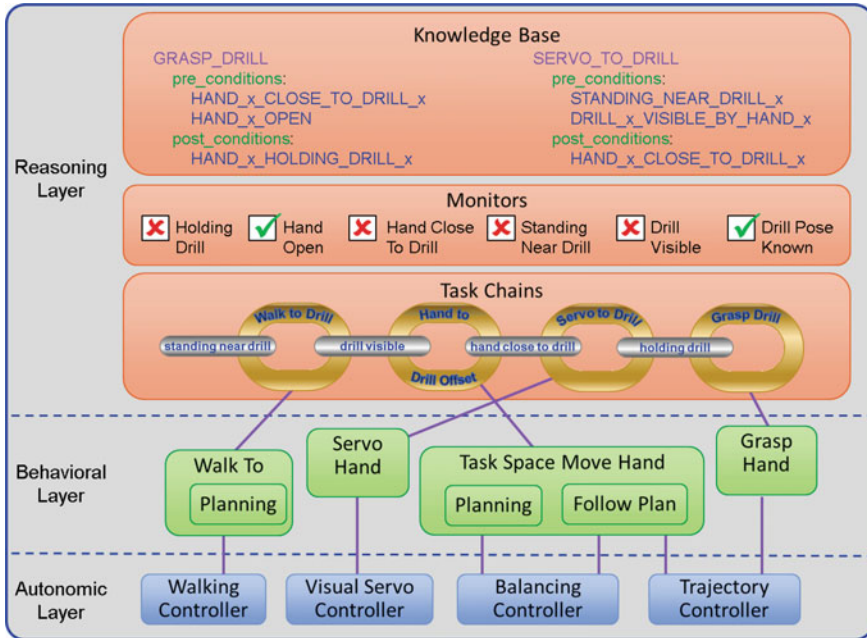 Knowledge Base
GRASP_DRILL
pre_conditions:
HAND_x_CLOSE_TO_DRILL_x
HAND_x_OPEN
post_conditions:
HAND_x_HOLDING_DRILL_x
SERVO_TO_DRILL
pre_conditions:
STANDING_NEAR_DRILL_x
DRILL_x_VISIBLE_BY_HAND_x
post_conditions:
HAND_x_CLOSE_TO_DRILL_x
Reasoning
Layer
Monitors
Holding
Drill
Hand
Open
Hand Close
To Drill
Standing
Near Drill
Drill
Visible
Drill Pose
Known
Task Chains
Walk to Drill
Hand to
Drill Offset
Servo to Drill
Grasp Drill
standing near drill
drill visible
hand close to drill
holding drill
Behavioral
Layer
Walk To
Planning
Servo
Hand
Task Space Move Hand
Planning
Follow Plan
Grasp
Hand
Autonomic
Layer
Walking
Controller
Visual Servo
Controller
Balancing
Controller
Trajectory
Controller